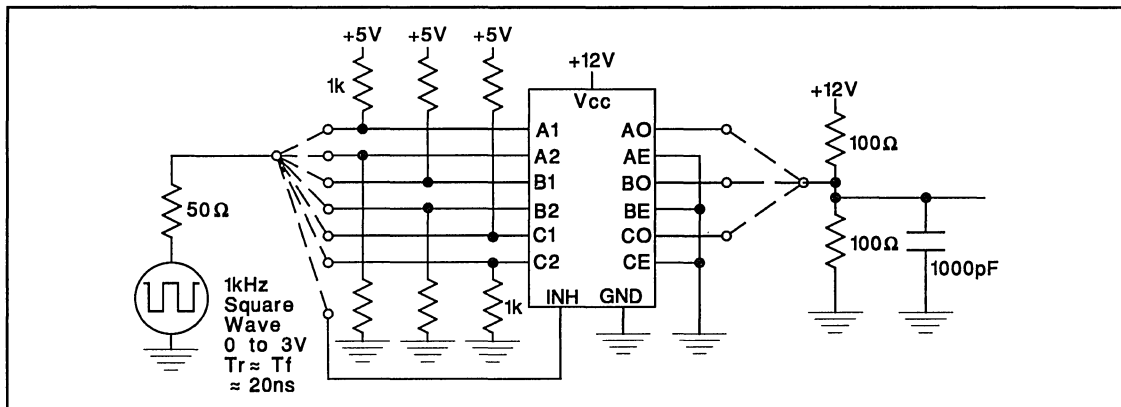 +5V +5V +5V
+12V
1k
Vcc
+12V
A1 AO
A2 AE
B1 BO
B2 BE
C1 CO
C2 CE
INH GND
100Ω
50Ω
100Ω
1000pF
1k
1kHz
Square
Wave
0 to 3V
Tr ≈ Tf
≈ 20ns